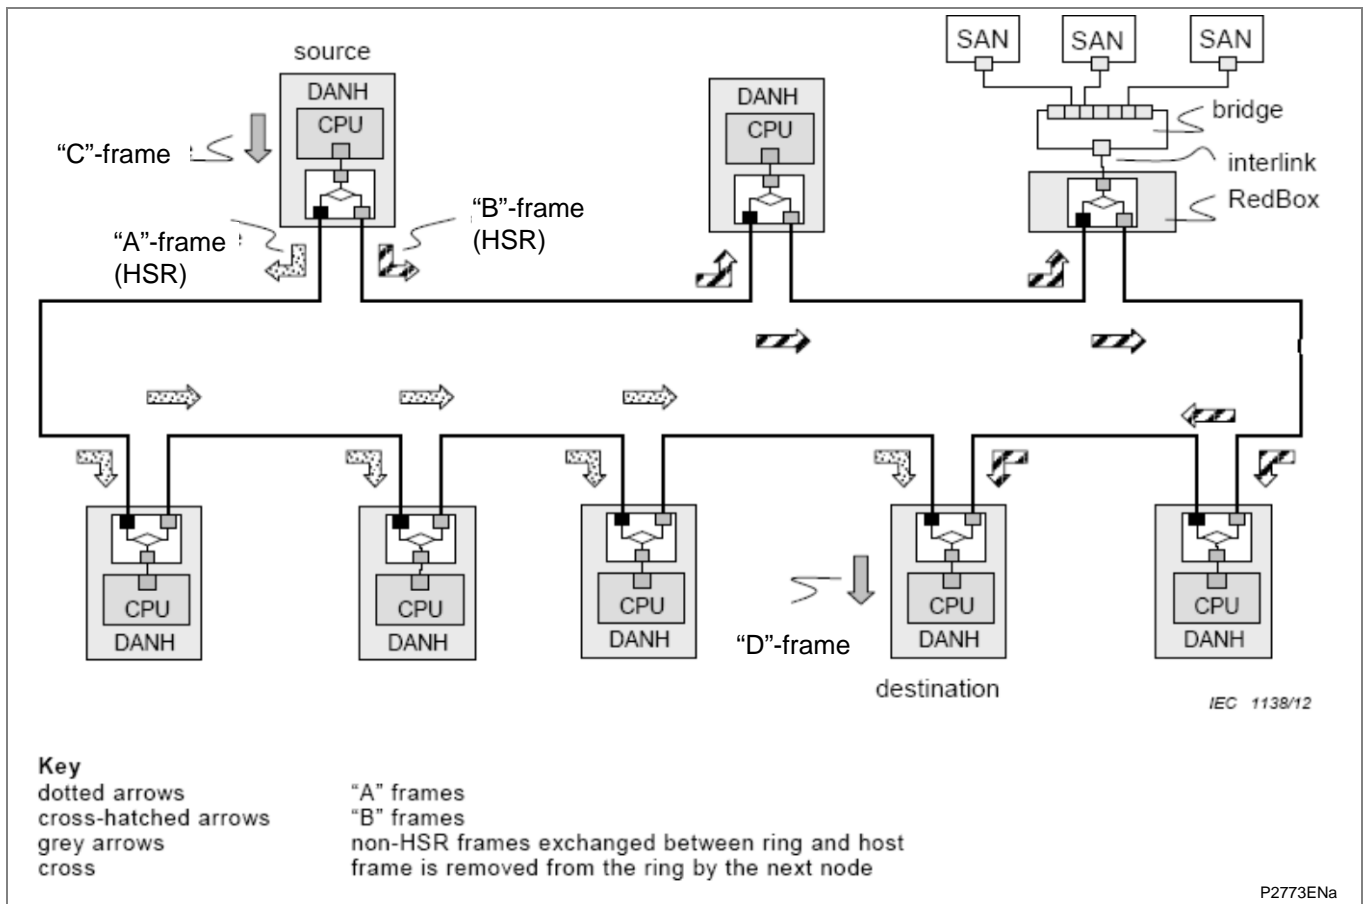 source
DANH
CPU
"C"-frame
"A"-frame
(HSR)
"B"-frame
(HSR)
DANH
CPU
SAN
SAN
SAN
bridge
interlink
RedBox
CPU
DANH
CPU
DANH
CPU
DANH
"D"-frame
CPU
DANH
destination
CPU
DANH
IEC 1138/12
Key
dotted arrows "A" frames
cross-hatched arrows "B" frames
grey arrows non-HSR frames exchanged between ring and host
cross frame is removed from the ring by the next node
P2773ENa